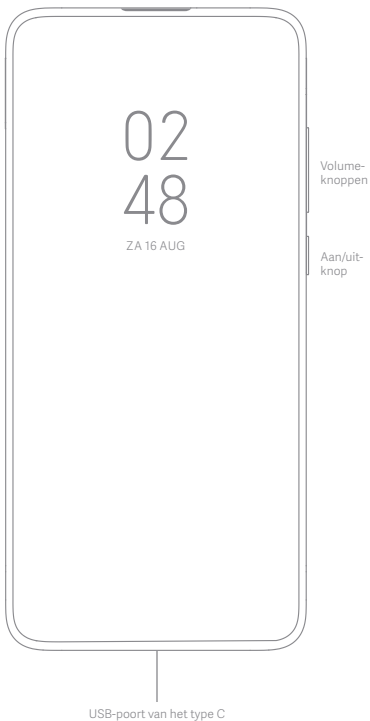 02
48
ZA 16 AUG
Volume-
knoppen
Aan/uit-
knop
USB-poort van het type C